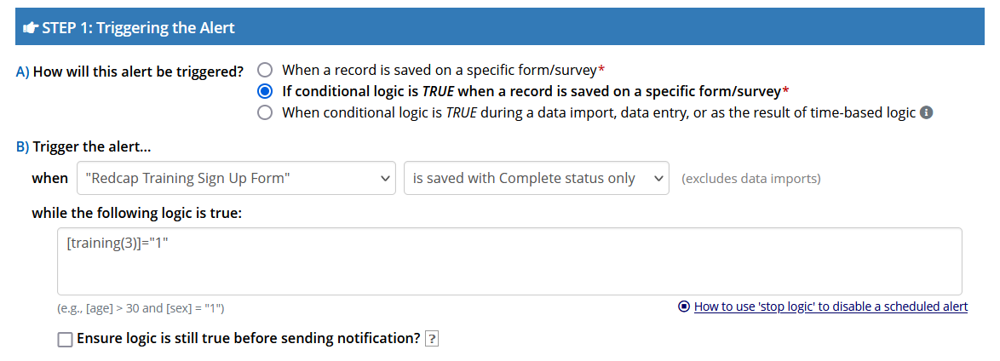 STEP 1: Triggering the Alert
A) How will this alert be triggered?
When a record is saved on a specific form/survey*
If conditional logic is TRUE when a record is saved on a specific form/survey*
When conditional logic is TRUE during a data import, data entry, or as the result of time-based logic
B) Trigger the alert...
when "Redcap Training Sign Up Form" is saved with Complete status only (excludes data imports)
while the following logic is true:
[training(3)]="1"
(e.g., [age] > 30 and [sex] = "1") How to use 'stop logic' to disable a scheduled alert
Ensure logic is still true before sending notification? ?